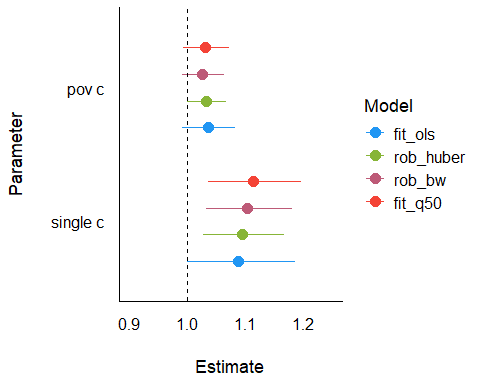 Parameter
pov c
single c
0.9 1.0 1.1 1.2
Estimate
Model
fit_ols
rob_huber
rob_bw
fit_q50